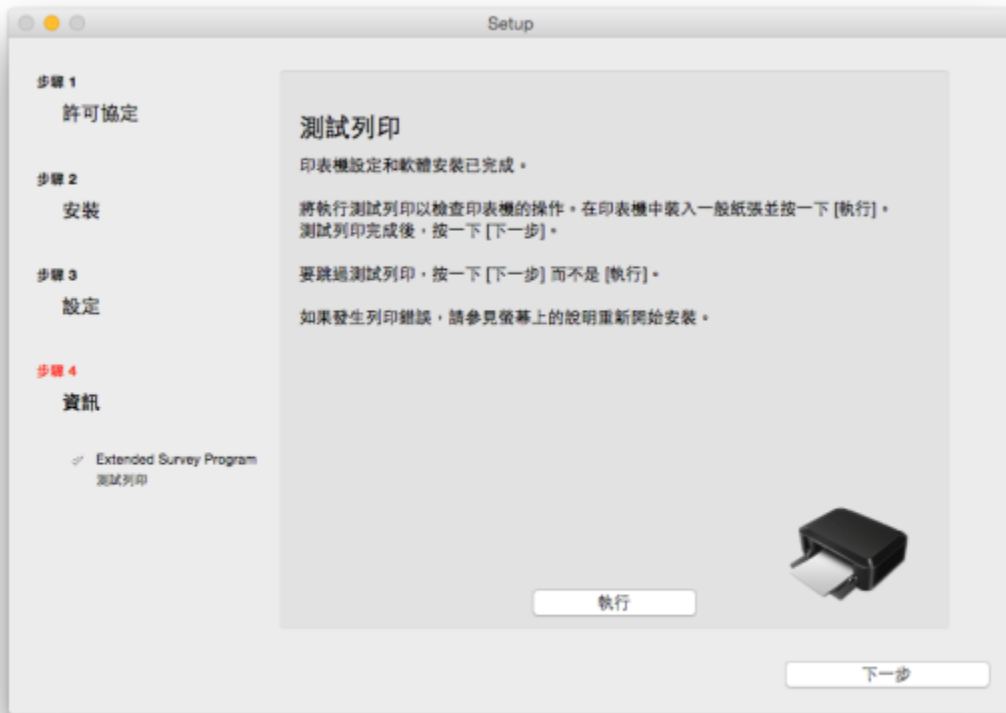 Setup
步驟 1
許可協定
步驟 2
安裝
步驟 3
設定
步驟 4
資訊
Extended Survey Program
測試列印
測試列印
印表機設定和軟體安裝已完成。
將執行測試列印以檢查印表機的操作。在印表機中裝入一般紙張並按一下 [執行]。
測試列印完成後，按一下 [下一步]。
要跳過測試列印，按一下 [下一步] 而不是 [執行]。
如果發生列印錯誤，請參見螢幕上的說明重新開始安裝。
執行
下一步